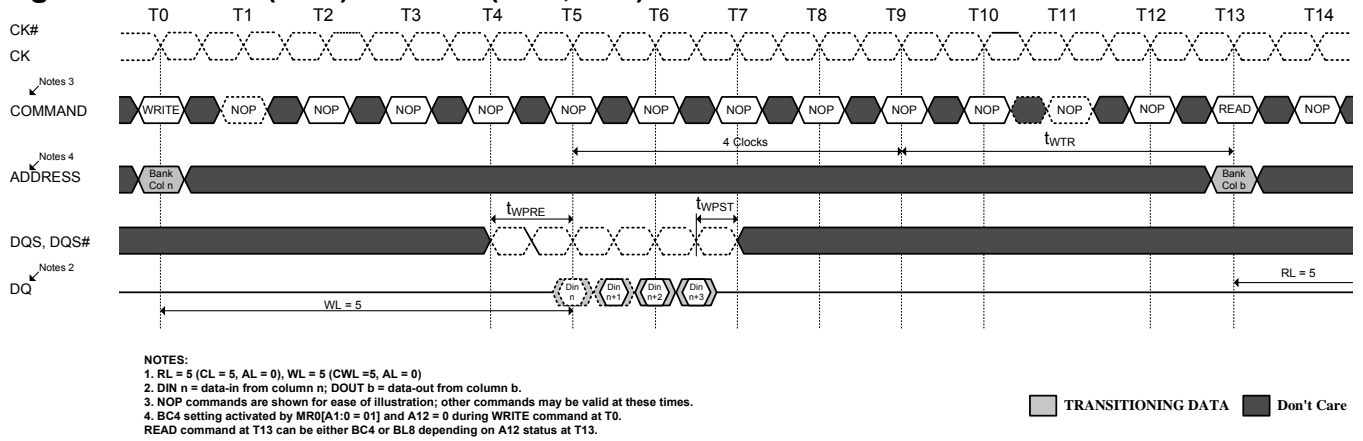 T0 T1 T2 T3 T4 T5 T6 T7 T8 T9 T10 T11 T12 T13 T14
CK#
CK
Notes 3
COMMAND
WRITE NOP NOP NOP NOP NOP NOP NOP NOP NOP NOP NOP NOP READ NOP
4 Clocks
tWTR
Notes 4
ADDRESS
Bank
Col n
Bank
Col b
tWPRE
tWPST
DQS, DQS#
Notes 2
DQ
Din
n
Din
n+1
Din
n+2
Din
n+3
RL = 5
WL = 5
NOTES:
1. RL = 5 (CL = 5, AL = 0), WL = 5 (CWL =5, AL = 0)
2. DIN n = data-in from column n; DOUT b = data-out from column b.
3. NOP commands are shown for ease of illustration; other commands may be valid at these times.
4. BC4 setting activated by MR0[A1:0 = 01] and A12 = 0 during WRITE command at T0.
READ command at T13 can be either BC4 or BL8 depending on A12 status at T13.
TRANSITIONING DATA
Don't Care